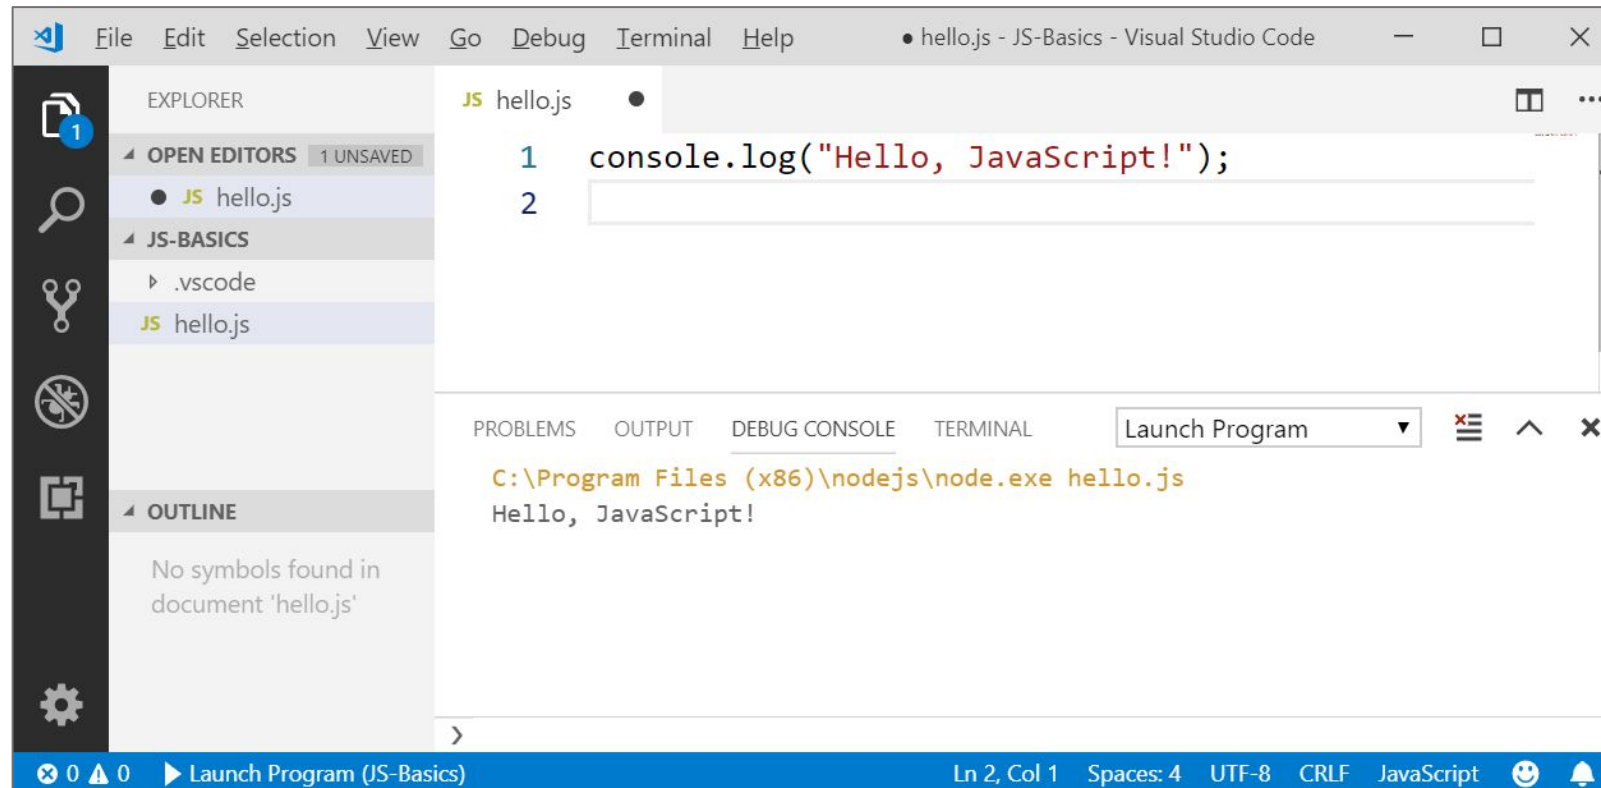 File Edit Selection View Go Debug Terminal Help ● hello.js - JS-Basics - Visual Studio Code
1
EXPLORER
OPEN EDITORS 1 UNSAVED
● JS hello.js
JS-BASICS
.vscode
JS hello.js
OUTLINE
No symbols found in
document 'hello.js'
JS hello.js ●
1 console.log("Hello, JavaScript!");
2
PROBLEMS OUTPUT DEBUG CONSOLE TERMINAL Launch Program
C:\Program Files (x86)\nodejs\node.exe hello.js
Hello, JavaScript!
0 0 Launch Program (JS-Basics) Ln 2, Col 1 Spaces: 4 UTF-8 CRLF JavaScript